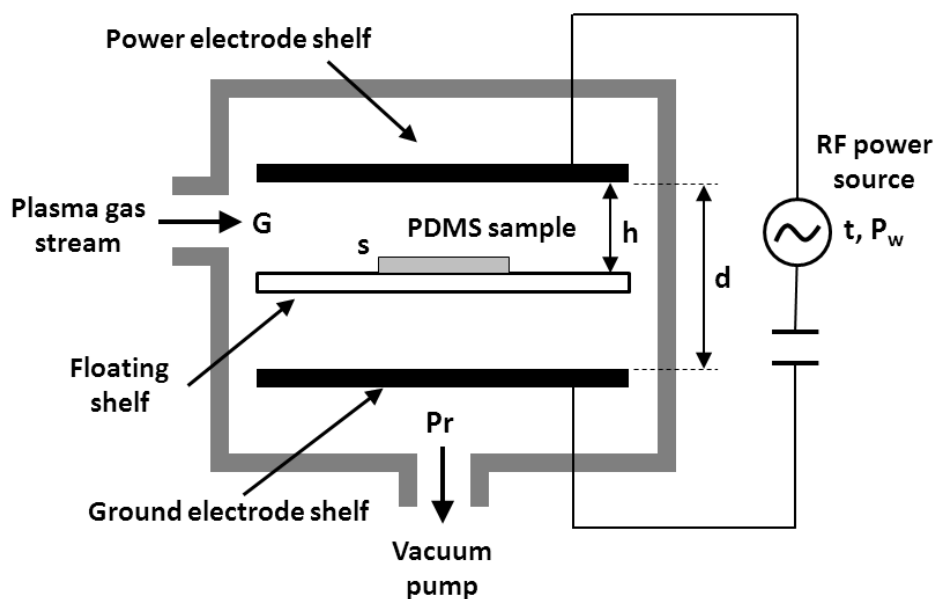 Power electrode shelf
RF power
source
Plasma gas
stream
G
PDMS sample
h
t, Pw
s
d
Floating
shelf
Pr
Ground electrode shelf
Vacuum
pump